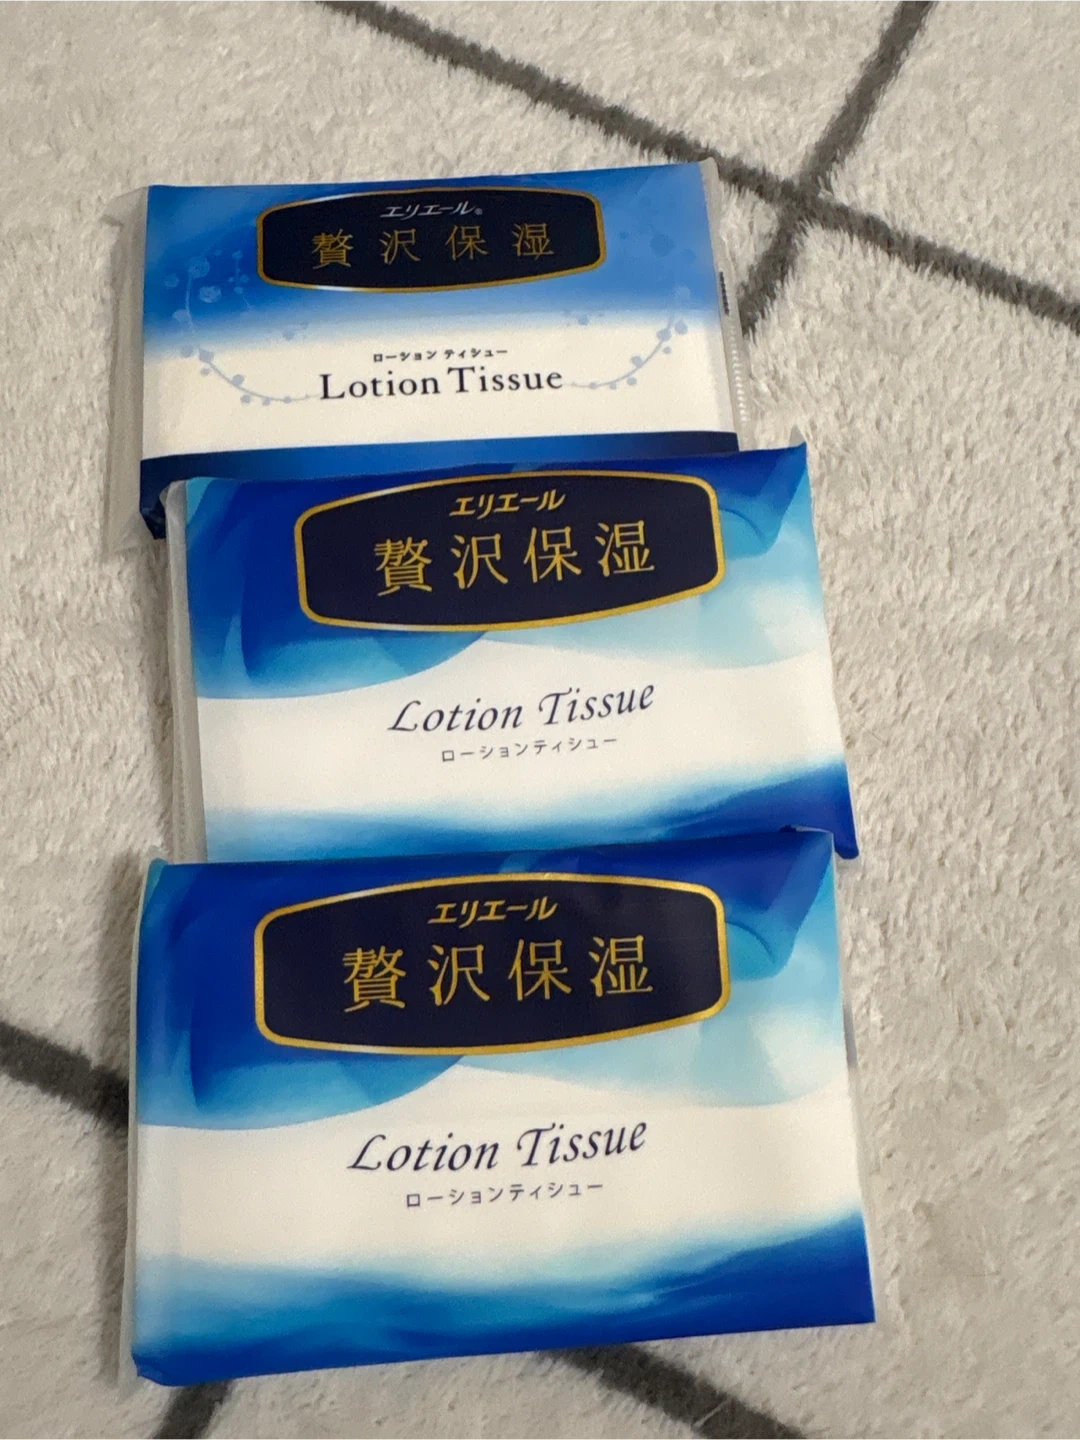 エリエール®
贅沢保湿
ローション ティシュー
Lotion Tissue
エリエール
贅沢保湿
Lotion Tissue
ローションティシュー
エリエール
贅沢保湿
Lotion Tissue
ローションティシュー